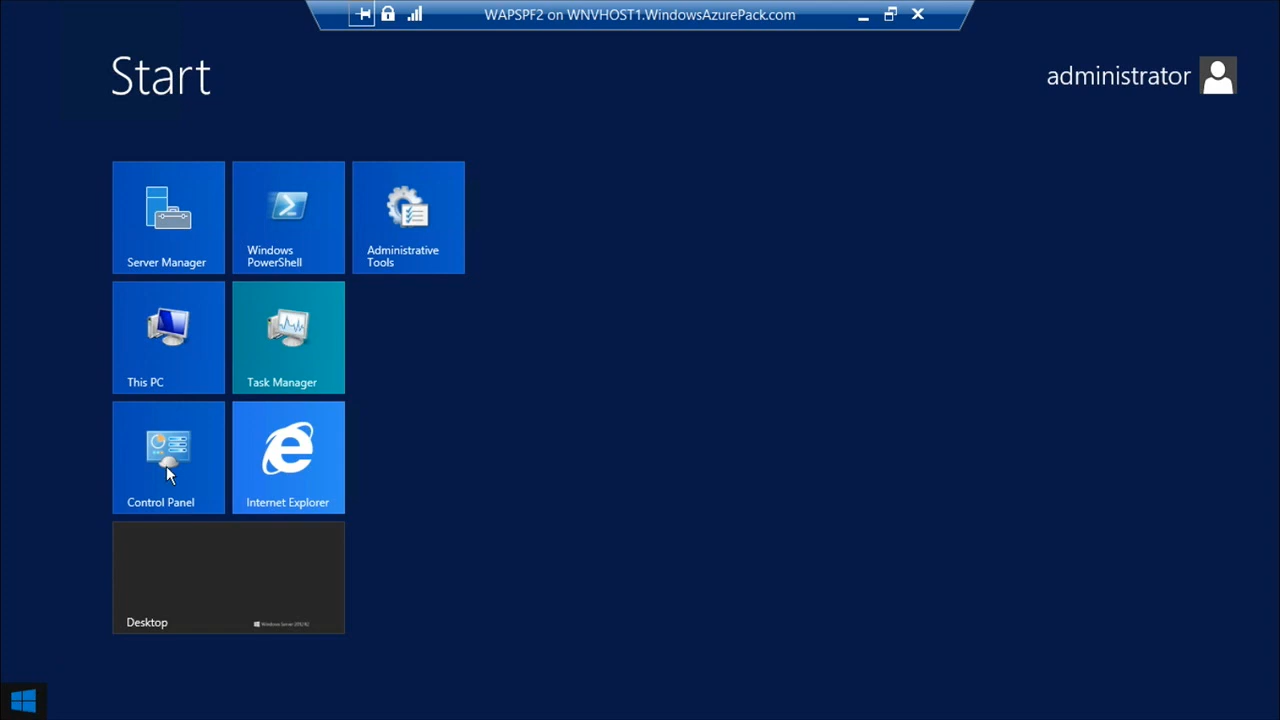 WAPSPF2 on WNVHOST1.WindowsAzurePack.com
Start
administrator
Server Manager
Windows
PowerShell
Administrative
Tools
This PC
Task Manager
Control Panel
Internet Explorer
Desktop